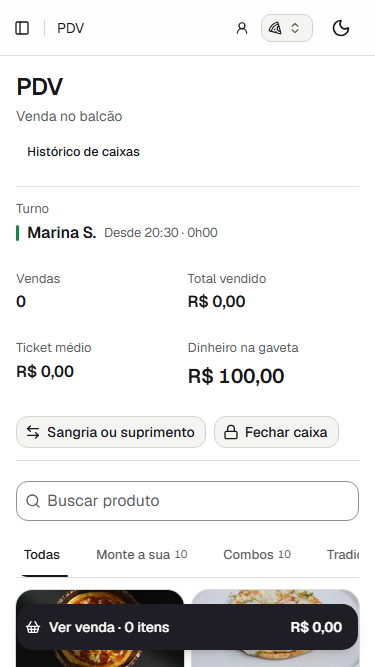 PDV
PDV
Venda no balcão
Histórico de caixas
Turno
Marina S. Desde 20:30 · 0h00
Vendas
0
Total vendido
R$ 0,00
Ticket médio
R$ 0,00
Dinheiro na gaveta
R$ 100,00
Sangria ou suprimento
Fechar caixa
Buscar produto
Todas
Monte a sua 10
Combos 10
Tradic
Ver venda · 0 itens R$ 0,00